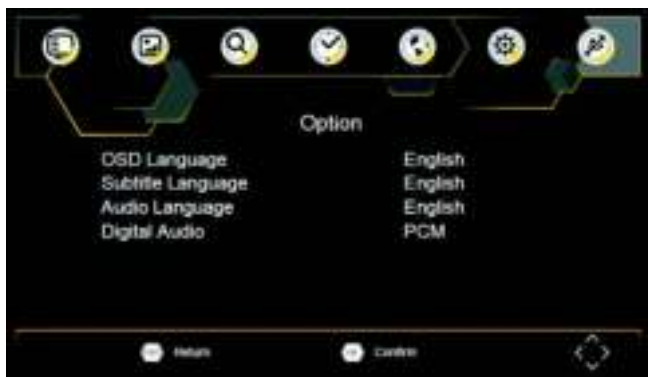 Option
OSD Language English
Subtitle Language English
Audio Language English
Digital Audio PCM
Return Confirm